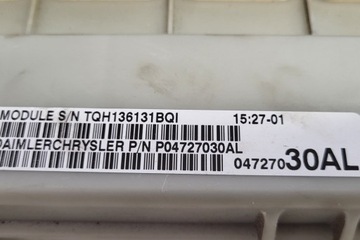 MODULE S/N TQH136131BQI 15:27-01
DAIMLERCHRYSLER P/N P04727030AL
04727030AL